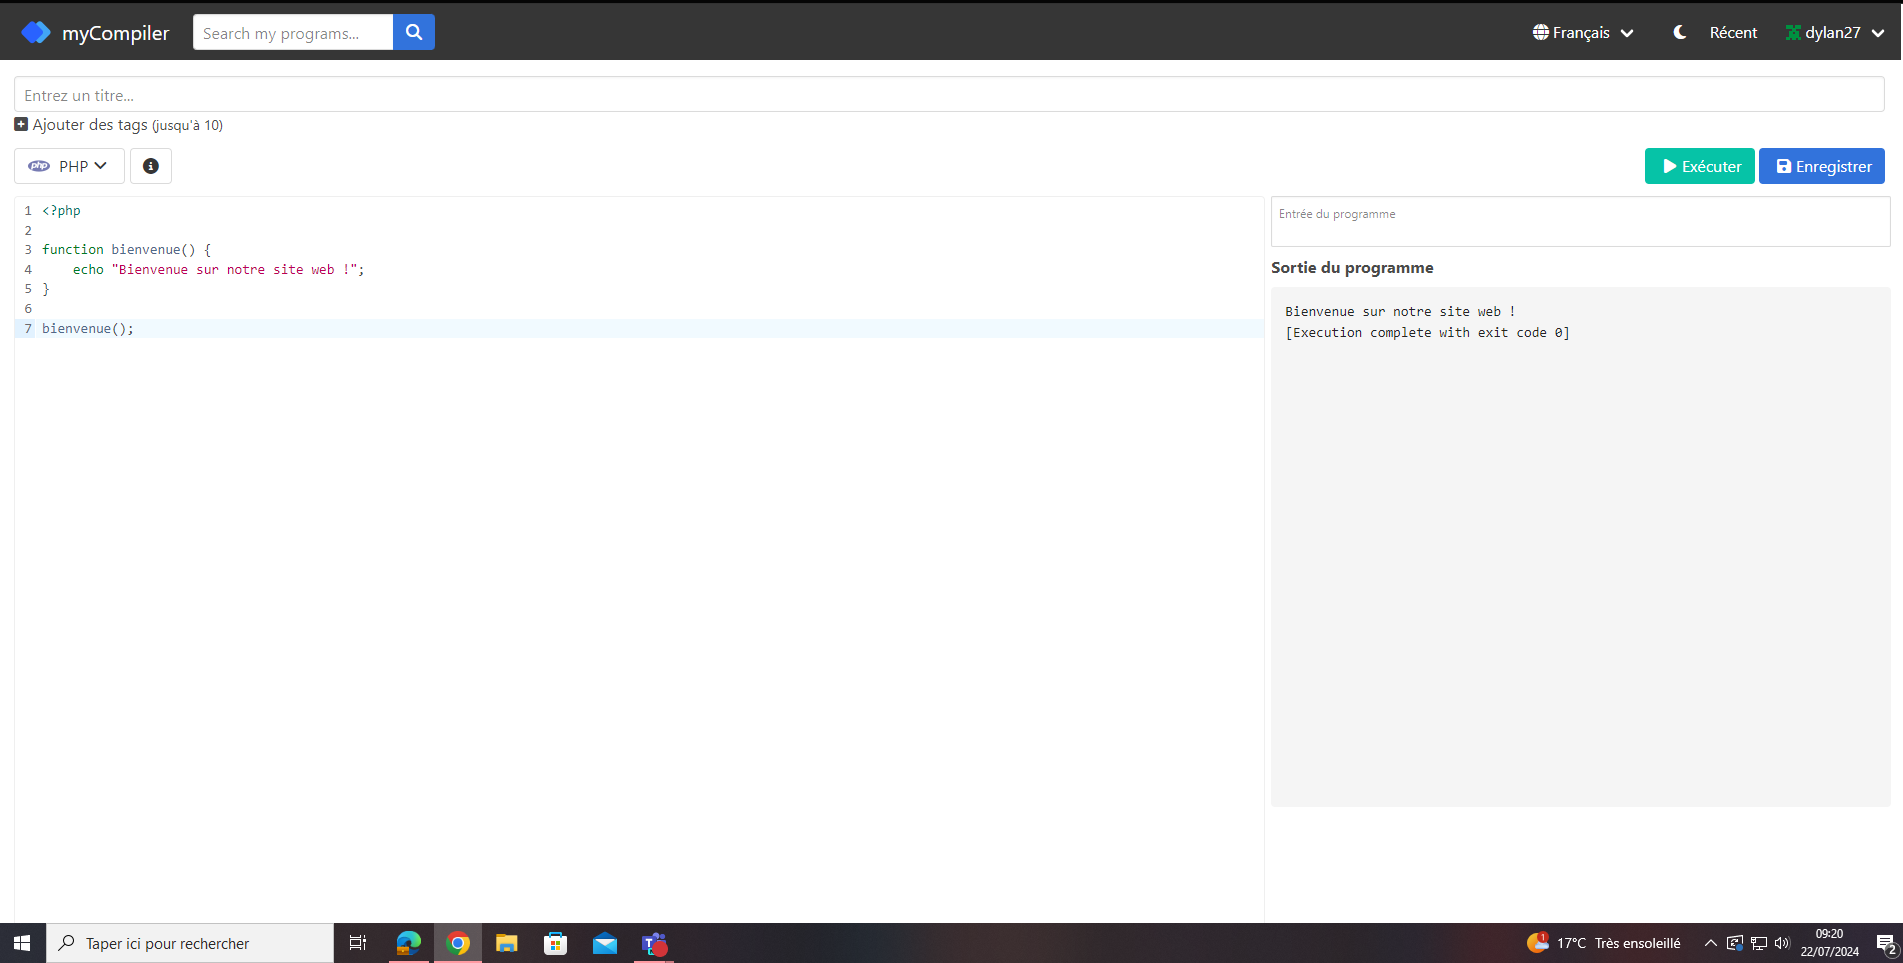 myCompiler
Search my programs...
Français
Récent
dylan27
Entrez un titre...
Ajouter des tags (jusqu'à 10)
php PHP
Exécuter
Enregistrer
1 <?php
2
3 function bienvenue() {
4     echo "Bienvenue sur notre site web !";
5 }
6
7 bienvenue();
Entrée du programme
Sortie du programme
Bienvenue sur notre site web !
[Execution complete with exit code 0]
Taper ici pour rechercher
1
17°C Très ensoleillé
09:20
22/07/2024
2